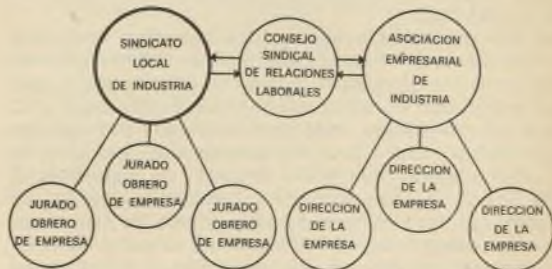 SINDICATO
LOCAL
DE INDUSTRIA
CONSEJO
SINDICAL
DE RELACIONES
LABORALES
ASOCIACION
EMPRESARIAL
DE
INDUSTRIA
JURADO
OBRERO
DE EMPRESA
JURADO
OBRERO
DE EMPRESA
JURADO
OBRERO
DE EMPRESA
DIRECCION
DE LA
EMPRESA
DIRECCION
DE LA
EMPRESA
DIRECCION
DE LA
EMPRESA